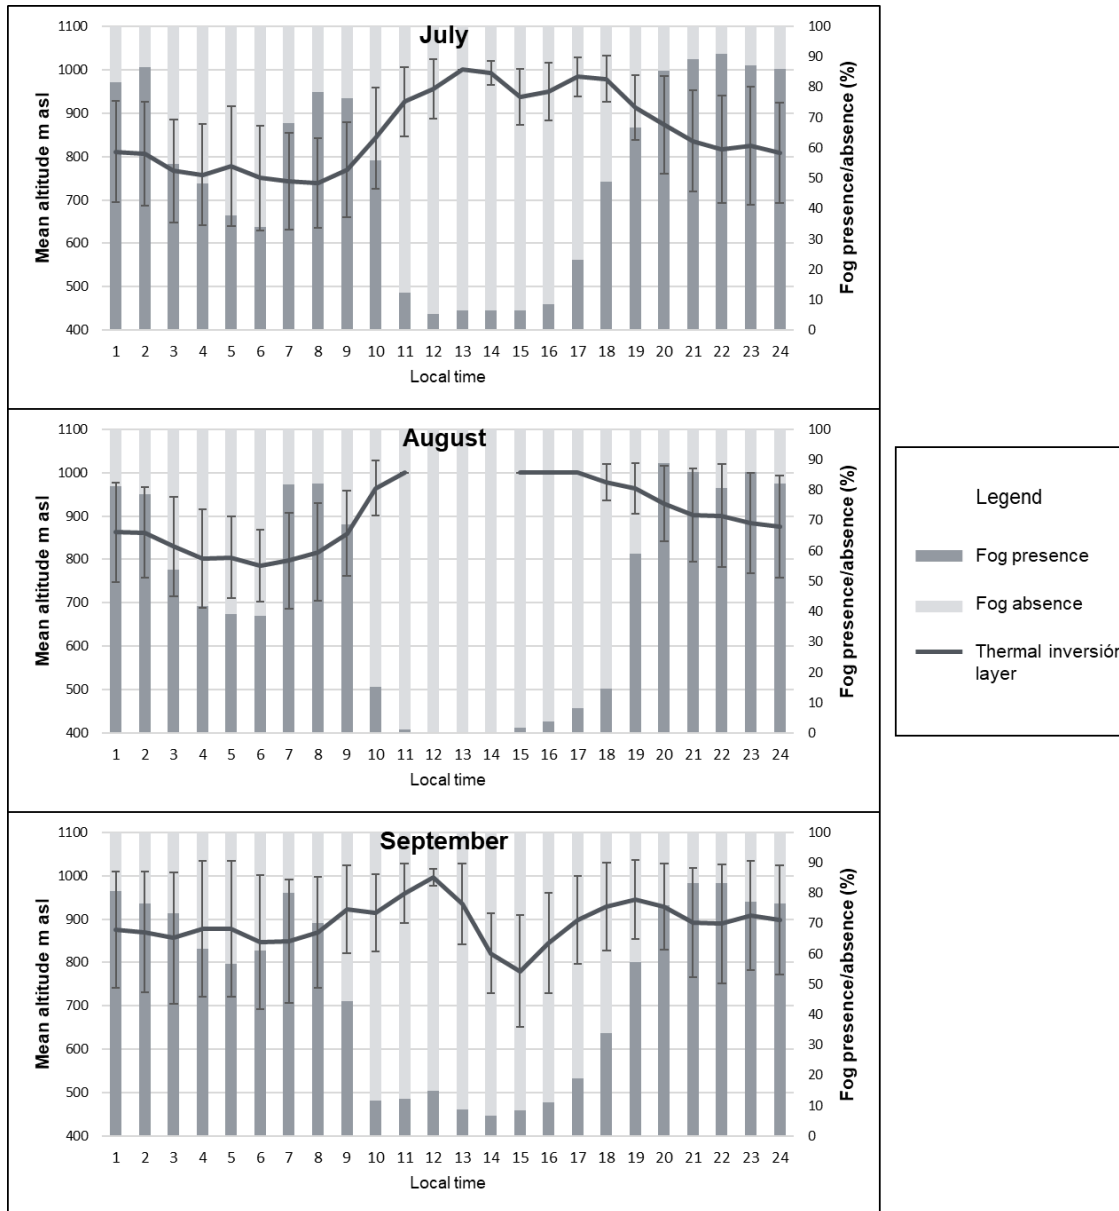 July
Mean altitude m asl
1100
1000
900
800
700
600
500
400
100
90
80
70
60
50
40
30
20
10
0
Fog presence/absence (%)
1 2 3 4 5 6 7 8 9 10 11 12 13 14 15 16 17 18 19 20 21 22 23 24
Local time
August
Mean altitude m asl
1100
1000
900
800
700
600
500
400
100
90
80
70
60
50
40
30
20
10
0
Fog presence/absence (%)
1 2 3 4 5 6 7 8 9 10 11 12 13 14 15 16 17 18 19 20 21 22 23 24
Local time
September
Mean altitude m asl
1100
1000
900
800
700
600
500
400
100
90
80
70
60
50
40
30
20
10
0
Fog presence/absence (%)
1 2 3 4 5 6 7 8 9 10 11 12 13 14 15 16 17 18 19 20 21 22 23 24
Local time
Legend
Fog presence
Fog absence
Thermal inversión
layer